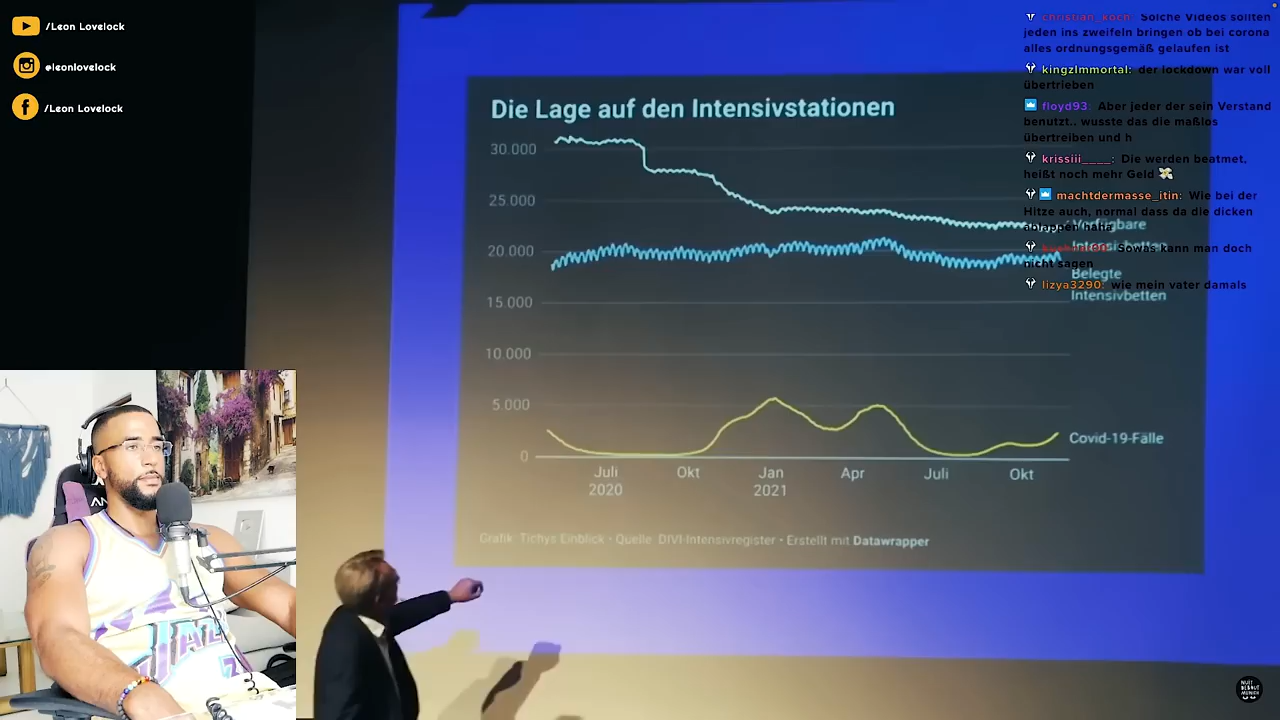 /Leon Lovelock
@leonlovelock
/Leon Lovelock
Die Lage auf den Intensivstationen
30.000
25.000
20.000
15.000
10 000
5.000
0
Juli
2020
Okt
Jan
2021
Apr
Juli
Okt
Verfügbare
Intensivbetten
Belegte
Intensivbetten
Covid-19-Fälle
Grafik: Tichys Einblick • Quelle: DIVI-Intensivregister • Erstellt mit Datawrapper
christian_koch: Solche Videos sollten
jeden ins zweifeln bringen ob bei corona
alles ordnungsgemäß gelaufen ist
kingzImmortal: der lockdown war voll
übertrieben
floyd93: Aber jeder der sein Verstand
benutzt.. wusste das die maßlos
übertreiben und h
krissiii____: Die werden beatmet,
heißt noch mehr Geld 💸
machtdermasse_itin: Wie bei der
Hitze auch, normal dass da die dicken
Sowas kann man doch
nicht sagen
lizya3290: wie mein vater damals
NUIT
DEBOUT
MUNICH